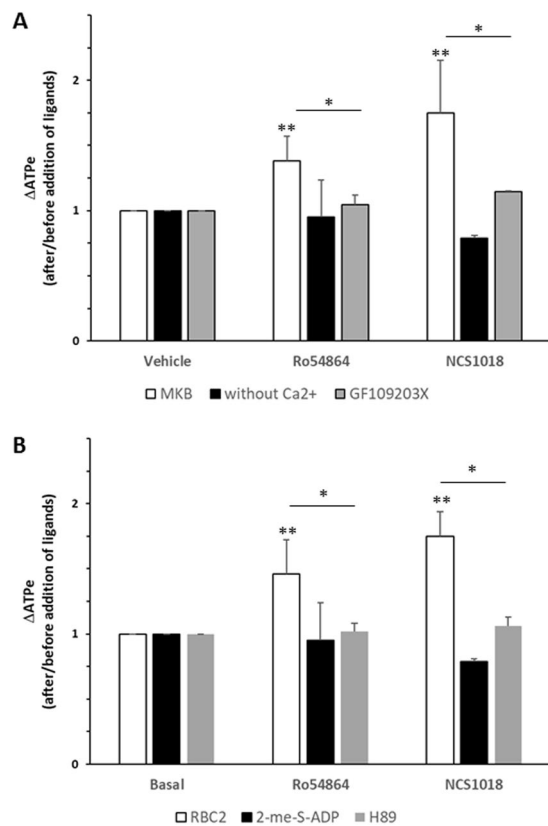 A
ΔATPe
(after/before addition of ligands)
2
1
1
0
** * ** *
Vehicle Ro54864 NCS1018
MKB without Ca2+ GF109203X
B
ΔATPe
(after/before addition of ligands)
2
1
0
** * ** *
Basal Ro54864 NCS1018
RBC2 2-me-S-ADP H89